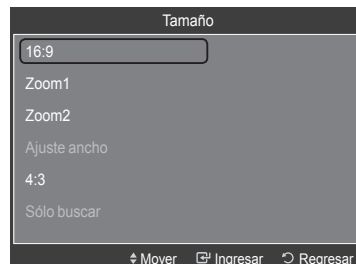 Tamaño
16:9
Zoom1
Zoom2
Ajuste ancho
4:3
Sólo buscar
Mover Ingresar Regresar